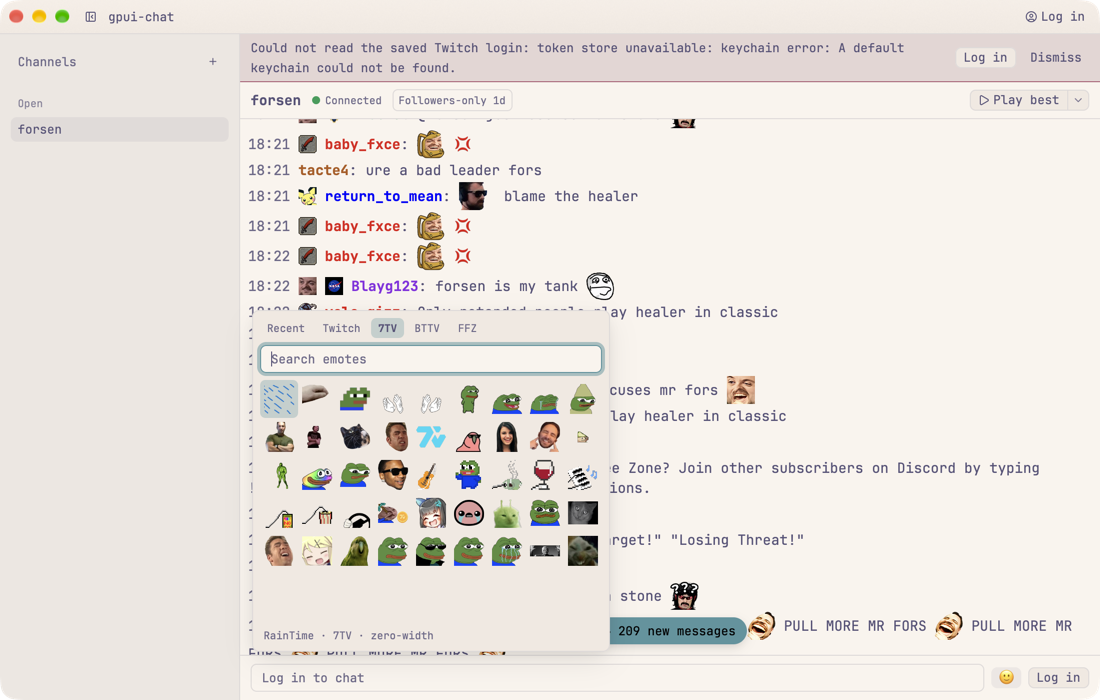 gpui-chat
Log in
Channels
+
Open
forsen
Could not read the saved Twitch login: token store unavailable: keychain error: A default
keychain could not be found.
Log in
Dismiss
forsen
Connected
Followers-only 1d
Play best
18:21 baby_fxce:
18:21 tacte4: ure a bad leader fors
18:21 return_to_mean: blame the healer
18:21 baby_fxce:
18:22 baby_fxce:
18:22 Blayg123: forsen is my tank
play healer in classic
Recent
Twitch
7TV
BTTV
FFZ
Search emotes
cuses mr fors
lay healer in classic
e Zone? Join other subscribers on Discord by typing
ions.
rget!" "Losing Threat!"
stone ???
209 new messages
PULL MORE MR FORS PULL MORE MR
FORS PULL MORE MR FORS
RainTime · 7TV · zero-width
Log in to chat
Log in